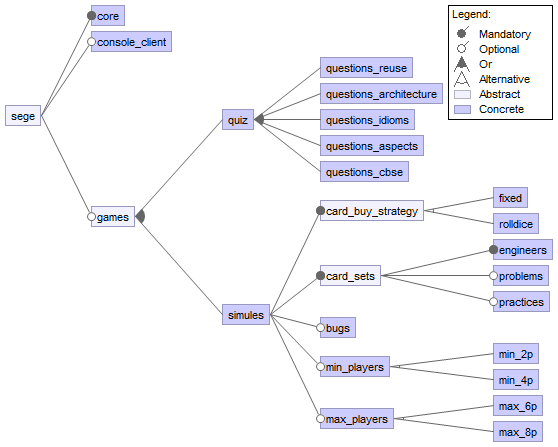 sege
core
console_client
games
quiz
questions_reuse
questions_architecture
questions_idioms
questions_aspects
questions_cbse
simules
card_buy_strategy
fixed
rolldice
card_sets
engineers
problems
practices
bugs
min_players
min_2p
min_4p
max_players
max_6p
max_8p
Legend:
Mandatory
Optional
Or
Alternative
Abstract
Concrete